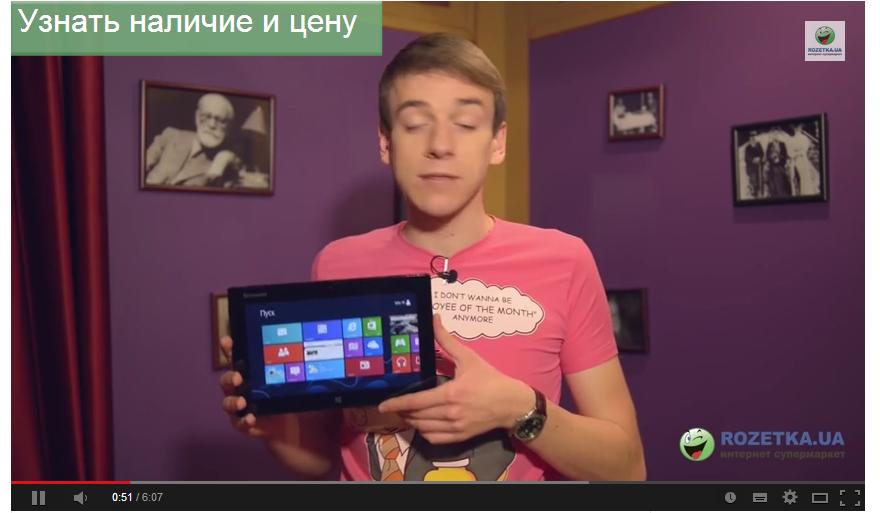 Узнать наличие и цену
ROZETKA.UA
интернет супермаркет
Lenovo
Пуск
I DON'T WANNA BE
OYEE OF THE MONTH"
ANYMORE
ROZETKA.UA
интернет супермаркет
0:51 / 6:07